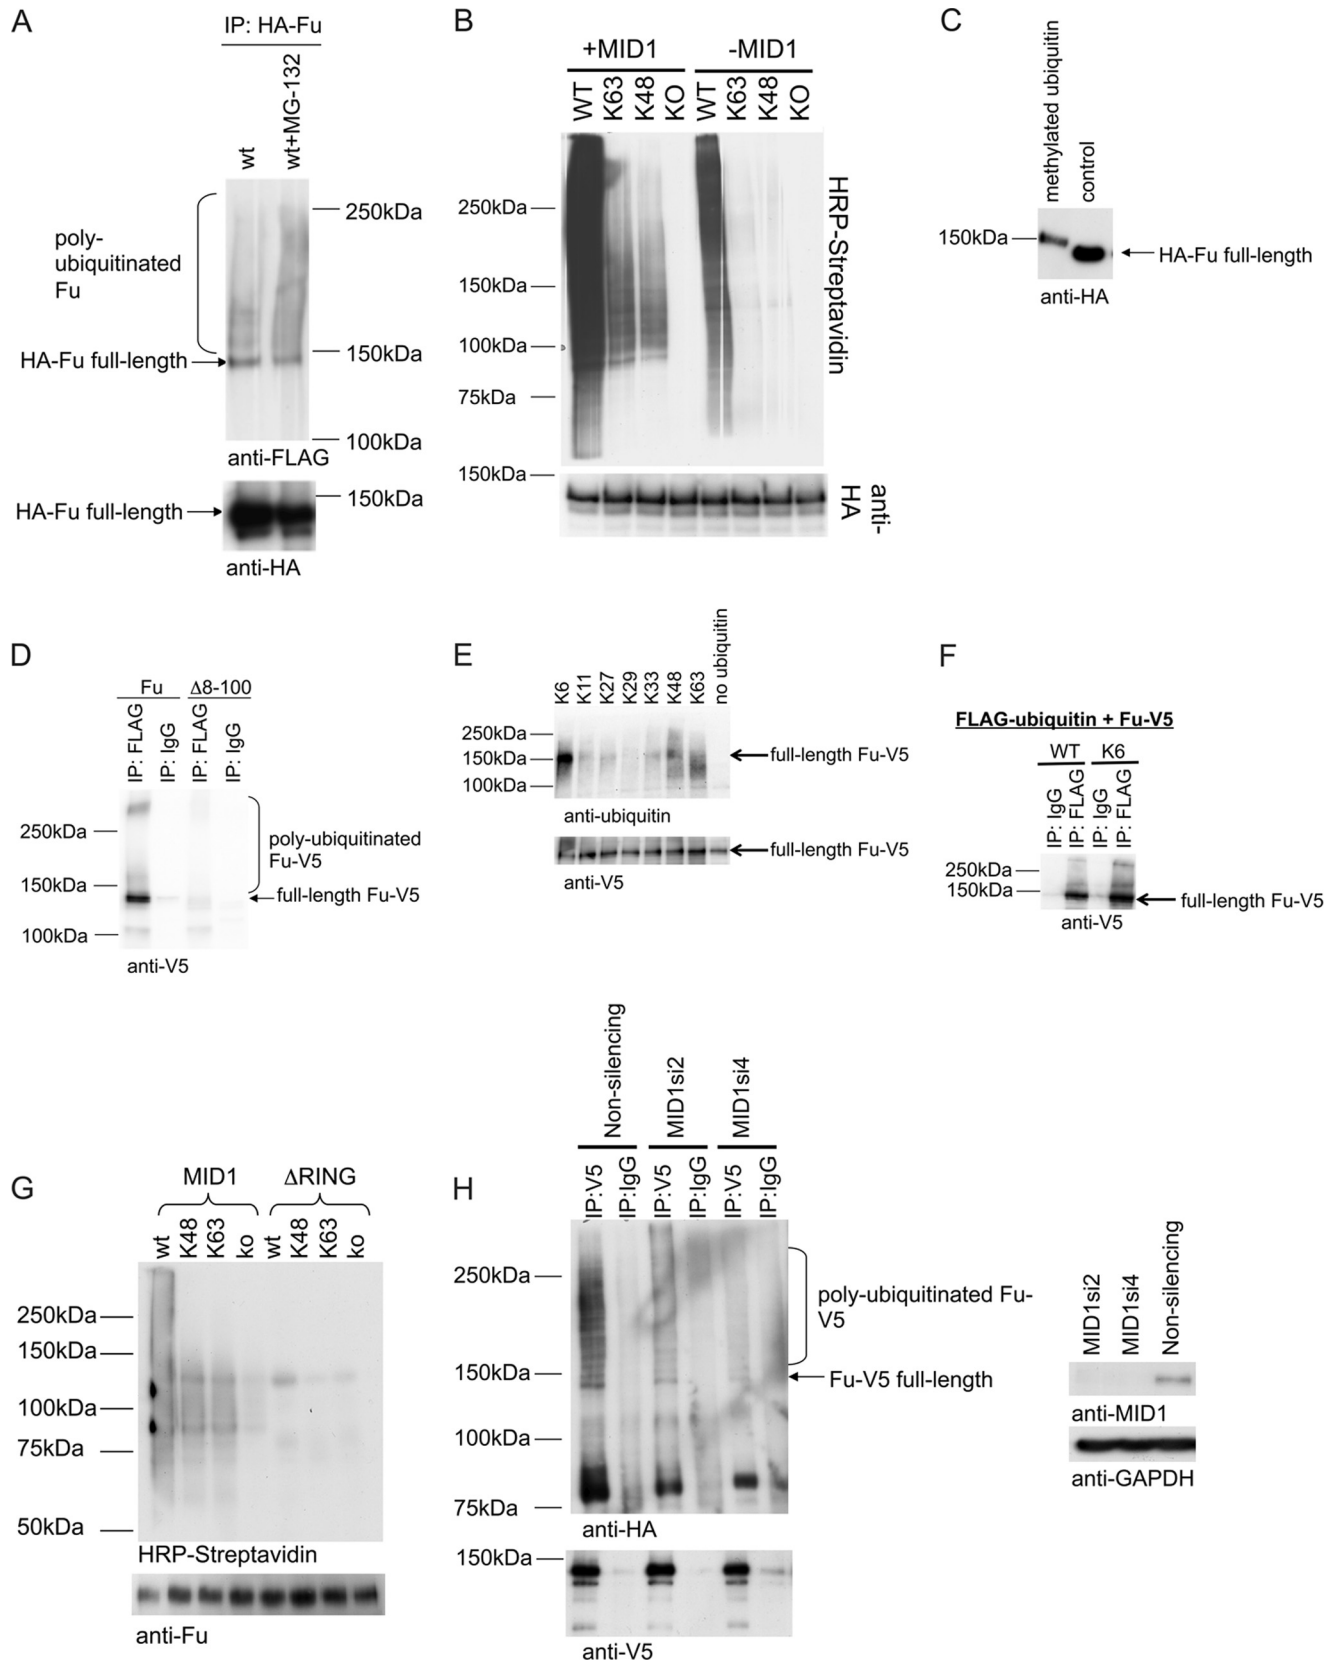 A
IP: HA-Fu
wt
wt+MG-132
poly-
ubiquitinated
Fu
250kDa
HA-Fu full-length
150kDa
100kDa
anti-FLAG
HA-Fu full-length
150kDa
anti-HA
B
+MID1
-MID1
WT
K63
K48
KO
WT
K63
K48
KO
250kDa
150kDa
100kDa
75kDa
HRP-Streptavidin
150kDa
anti-
HA
C
methylated ubiquitin
control
150kDa
HA-Fu full-length
anti-HA
D
Fu
Δ8-100
IP: FLAG
IP: IgG
IP: FLAG
IP: IgG
250kDa
150kDa
100kDa
poly-ubiquitinated
Fu-V5
full-length Fu-V5
anti-V5
E
K6
K11
K27
K29
K33
K48
K63
no ubiquitin
250kDa
150kDa
100kDa
full-length Fu-V5
anti-ubiquitin
full-length Fu-V5
anti-V5
F
FLAG-ubiquitin + Fu-V5
WT
K6
IP: IgG
IP: FLAG
IP: IgG
IP: FLAG
250kDa
150kDa
full-length Fu-V5
anti-V5
G
MID1
ΔRING
wt
K48
K63
ko
wt
K48
K63
ko
250kDa
150kDa
100kDa
75kDa
50kDa
HRP-Streptavidin
anti-Fu
H
Non-silencing
MID1si2
MID1si4
IP:V5
IP:IgG
IP:V5
IP:IgG
IP:V5
IP:IgG
250kDa
150kDa
100kDa
75kDa
poly-ubiquitinated Fu-
V5
Fu-V5 full-length
anti-HA
150kDa
anti-V5
MID1si2
MID1si4
Non-silencing
anti-MID1
anti-GAPDH